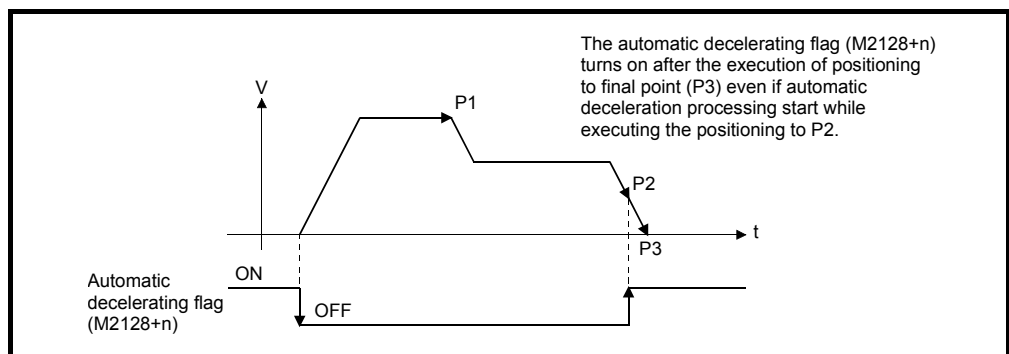 The automatic decelerating flag (M2128+n)
turns on after the execution of positioning
to final point (P3) even if automatic
deceleration processing start while
executing the positioning to P2.
V
P1
P2
t
P3
ON
Automatic
decelerating flag
(M2128+n)
OFF